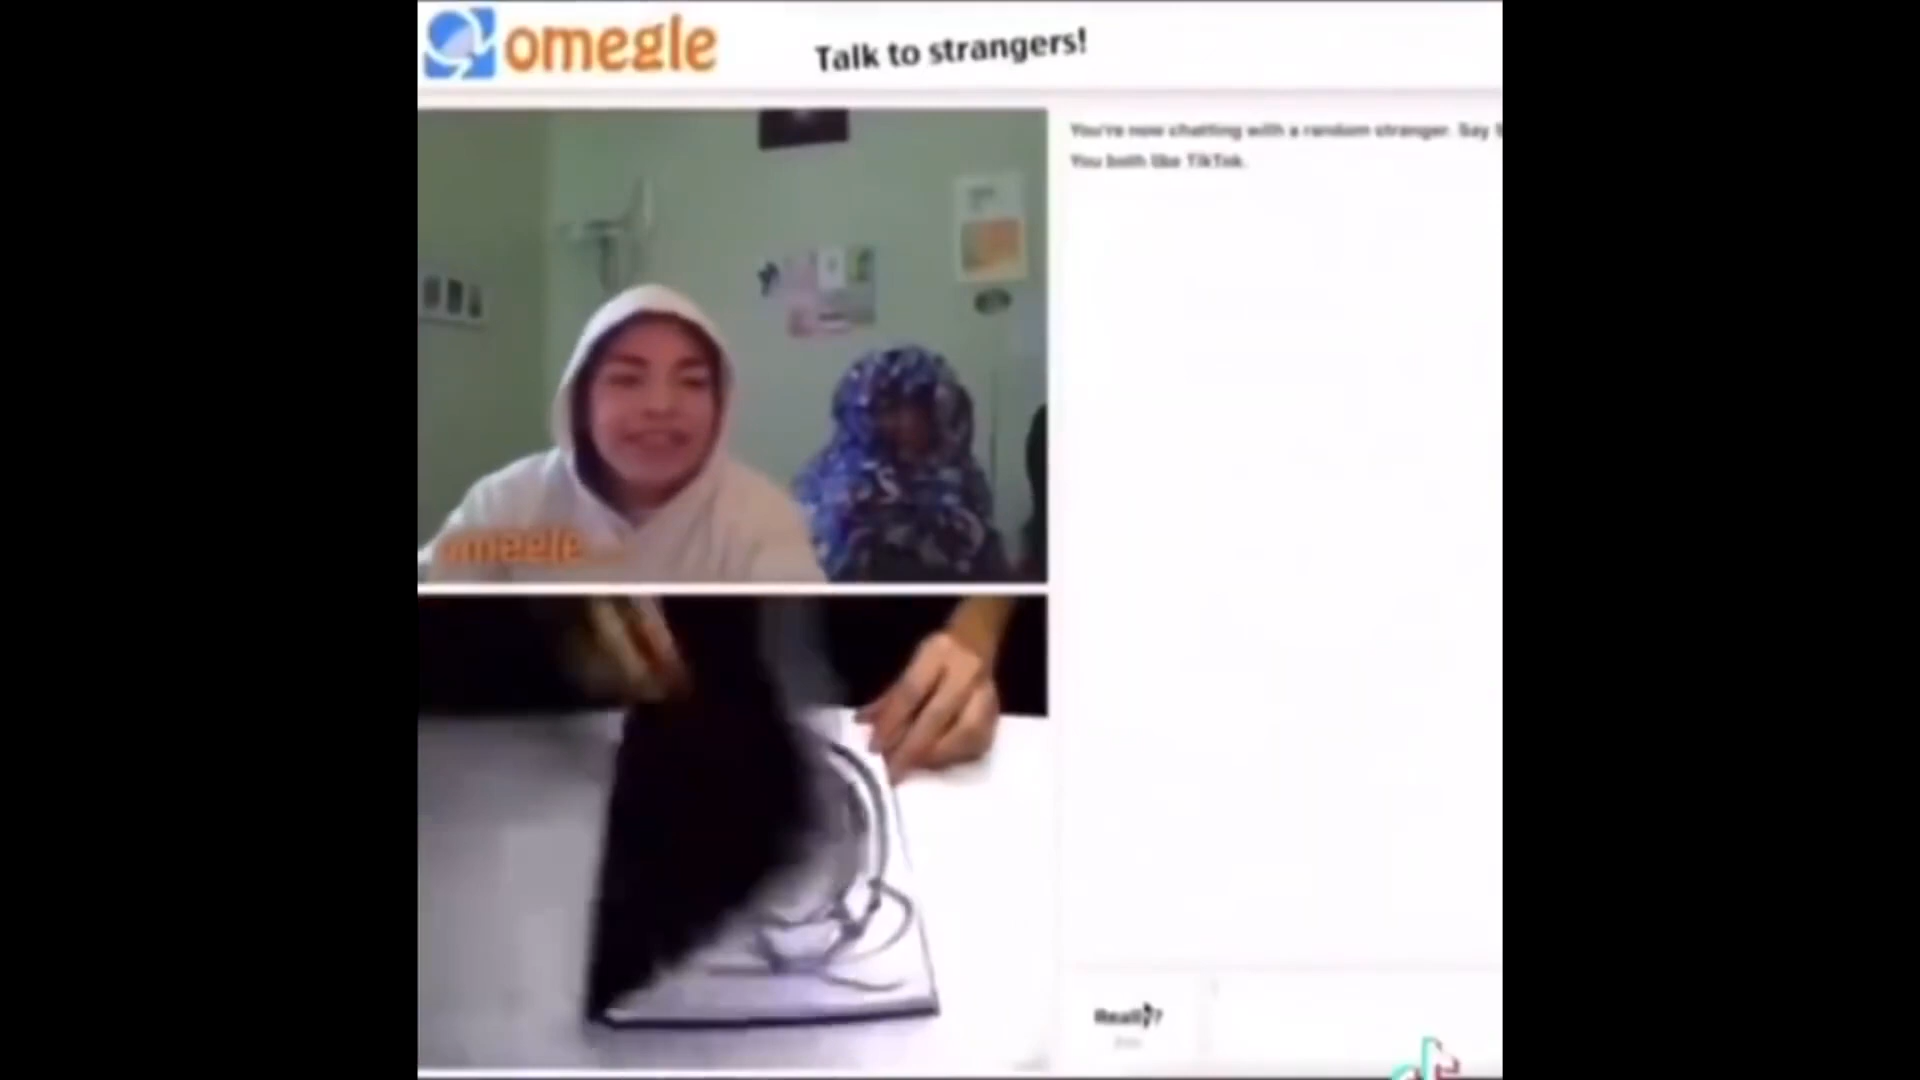 omegle
Talk to strangers!
You're now chatting with a random stranger. Say
You both like TikTok.
omegle
Really?